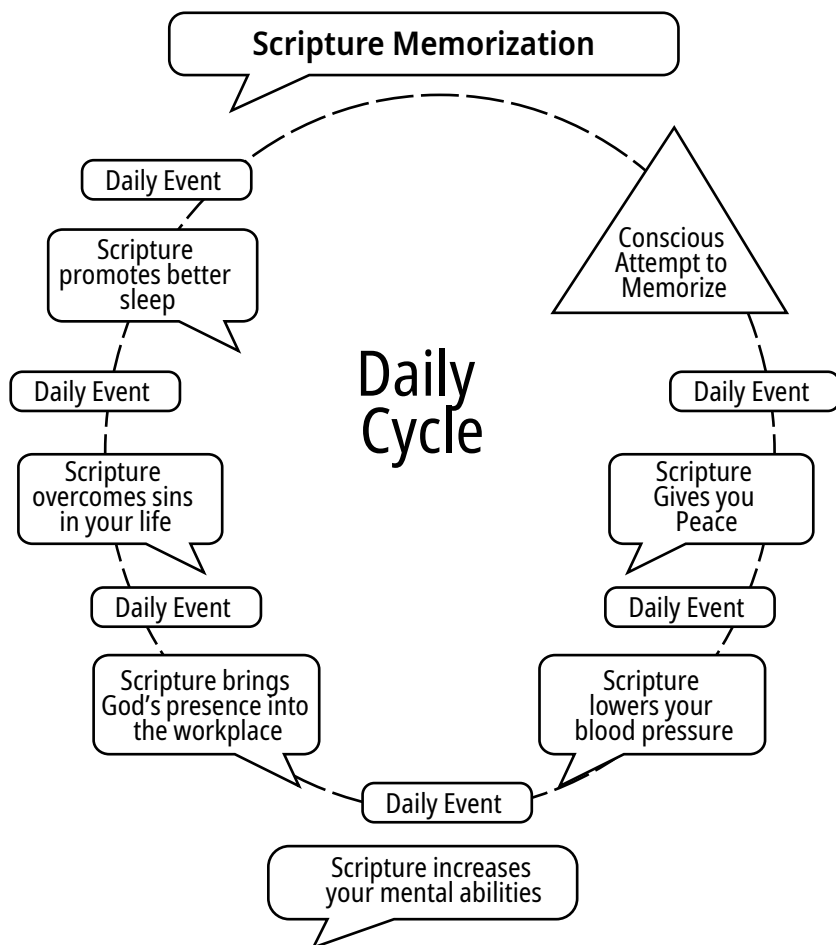 Scripture Memorization
Daily Event
Scripture
promotes better
sleep
Conscious
Attempt to
Memorize
Daily
Cycle
Daily Event
Daily Event
Scripture
overcomes sins
in your life
Scripture
Gives you
Peace
Daily Event
Daily Event
Scripture brings
God’s presence into
the workplace
Scripture
lowers your
blood pressure
Daily Event
Scripture increases
your mental abilities